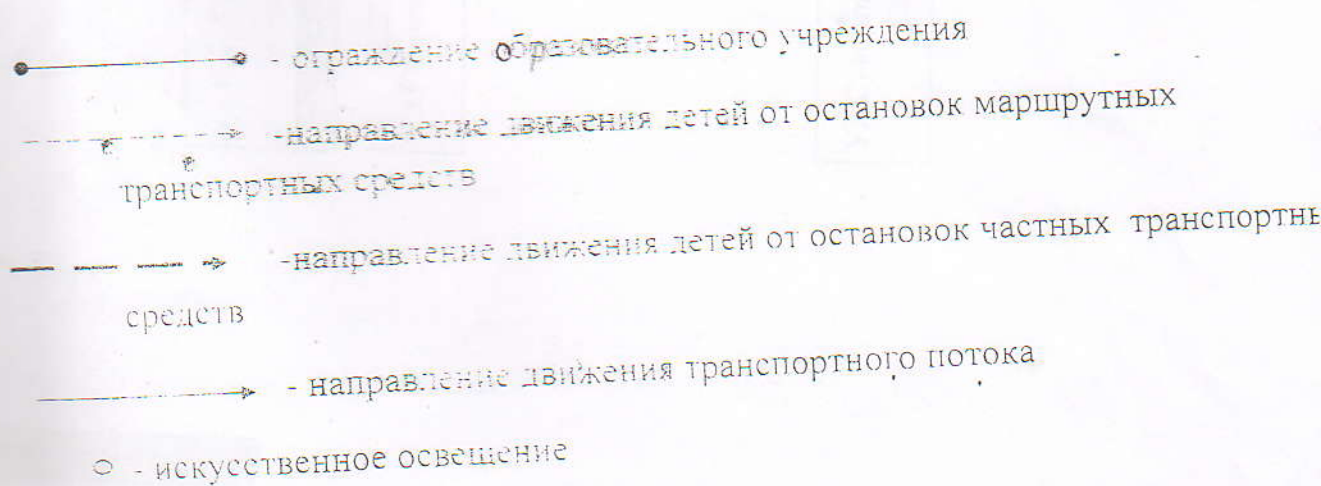 - ограждение образовательного учреждения
-направление движения детей от остановок маршрутных
транспортных средств
-направление движения детей от остановок частных транспортны
средств
- направление движения транспортного потока
- искусственное освещение